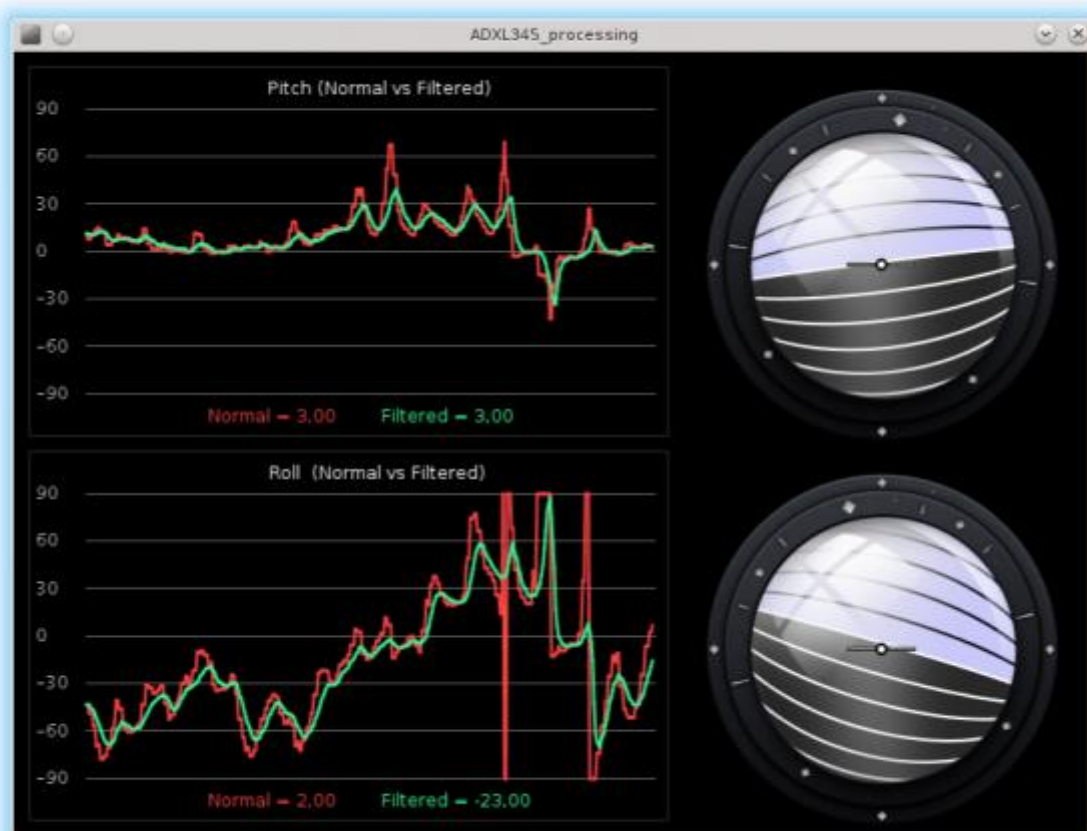 ADXL345_processing
Pitch (Normal vs Filtered)
90
60
30
0
-30
-60
-90
Normal = 3,00 Filtered = 3,00
Roll (Normal vs Filtered)
90
60
30
0
-30
-60
-90
Normal = 2,00 Filtered = -23,00